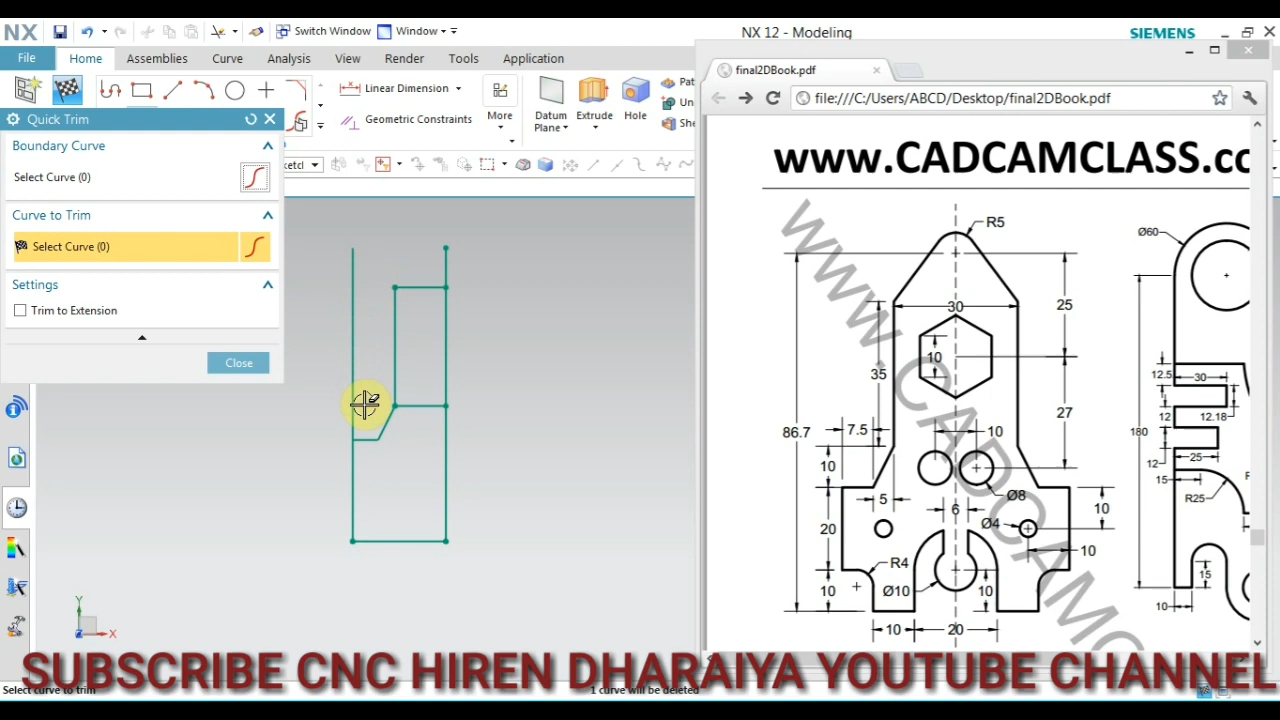 NX
Switch Window
Window
NX 12 - Modeling
SIEMENS
File
Home
Assemblies
Curve
Analysis
View
Render
Tools
Application
Linear Dimension
Geometric Constraints
More
Datum
Plane
Extrude
Hole
Quick Trim
Boundary Curve
Select Curve (0)
Curve to Trim
Select Curve (0)
Settings
Trim to Extension
Close
Y
X
Z
final2DBook.pdf
file:///C:/Users/ABCD/Desktop/final2DBook.pdf
www.CADCAMCLASS.co
R5
30
25
10
35
27
86.7
7.5
10
10
Ø8
5
6
Ø4
10
20
10
R4
Ø10
10
10
10
20
Ø60
12.5
30
12
12.18
180
12
25
15
R25
15
10
SUBSCRIBE CNC HIREN DHARAIYA YOUTUBE CHANNEL
Select curve to trim
1 curve will be deleted